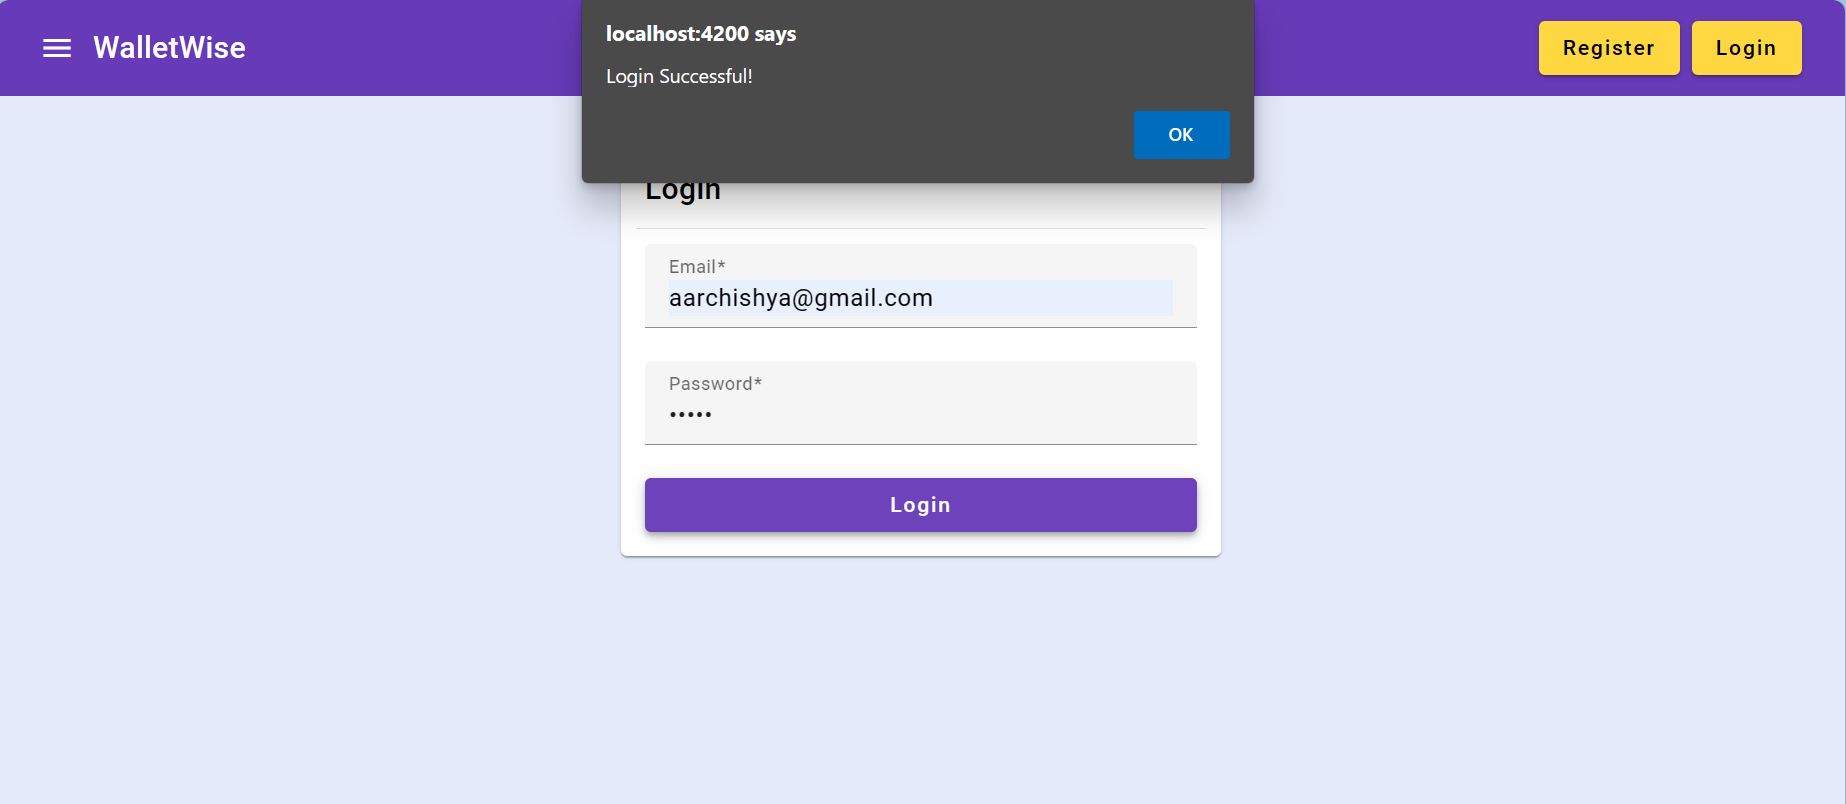 WalletWise
localhost:4200 says
Login Successful!
OK
Register
Login
Login
Email*
aarchishya@gmail.com
Password*
•••••
Login